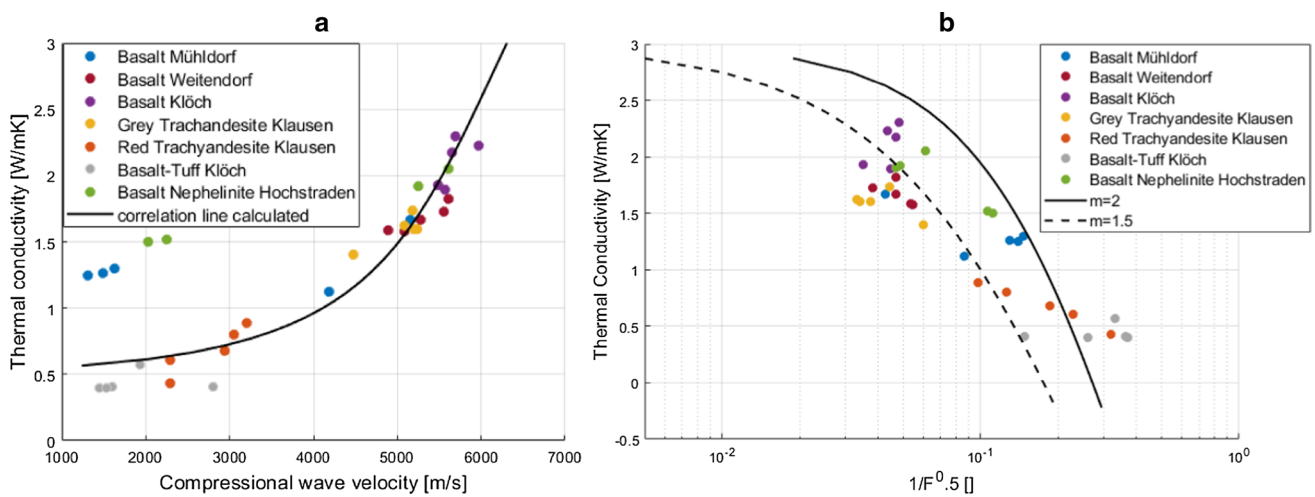 a
3
2.5
2
1.5
1
0.5
0
1000
2000
3000
4000
5000
6000
7000
Thermal conductivity [W/mK]
Compressional wave velocity [m/s]
Basalt Mühldorf
Basalt Weitendorf
Basalt Klöch
Grey Trachandesite Klausen
Red Trachyandesite Klausen
Basalt-Tuff Klöch
Basalt Nephelinite Hochstraden
correlation line calculated
b
3
2.5
2
1.5
1
0.5
0
-0.5
10-2
10-1
100
Thermal Conductivity [W/mK]
1/F0.5 []
Basalt Mühldorf
Basalt Weitendorf
Basalt Klöch
Grey Trachyandesite Klausen
Red Trachyandesite Klausen
Basalt-Tuff Klöch
Basalt Nephelinite Hochstraden
m=2
m=1.5